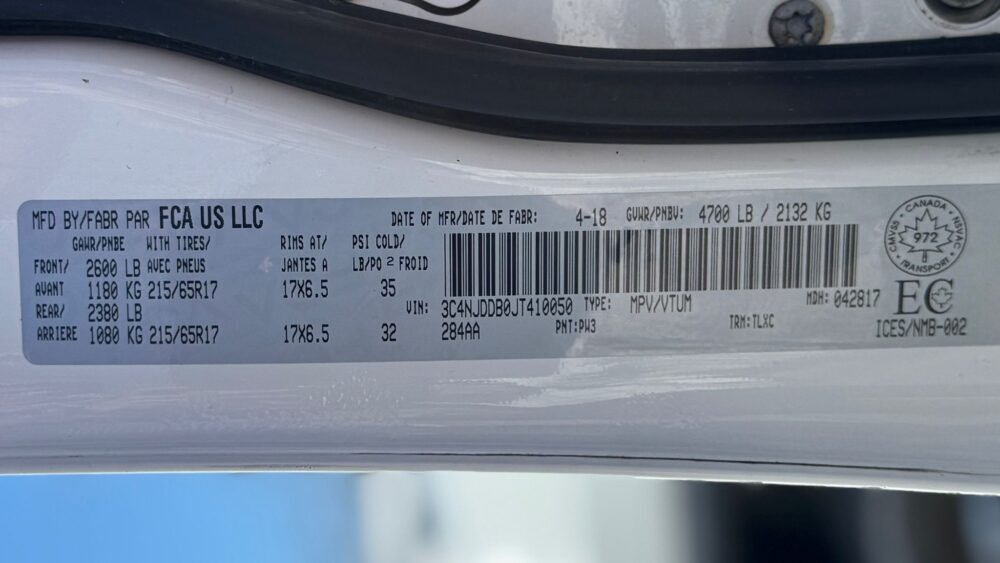 MFD BY/FABR PAR FCA US LLC
DATE OF MFR/DATE DE FABR: 4-18 GVWR/PNBV: 4700 LB / 2132 KG
GAWR/PNBE WITH TIRES/ RIMS AT/ PSI COLD/
FRONT/ 2600 LB AVEC PNEUS JANTES A LB/PO 2 FROID
AVANT 1180 KG 215/65R17 17X6.5 35
REAR/ 2380 LB
ARRIERE 1080 KG 215/65R17 17X6.5 32
VIN: 3C4NJDDB0JT410050 TYPE: MPV/VTUM MDH: 042817
284AA PNT:PW3 TRM:TLXC
CANADA
CMVSS NSVAC
972
TRANSPORT
EC
ICES/NMB-002